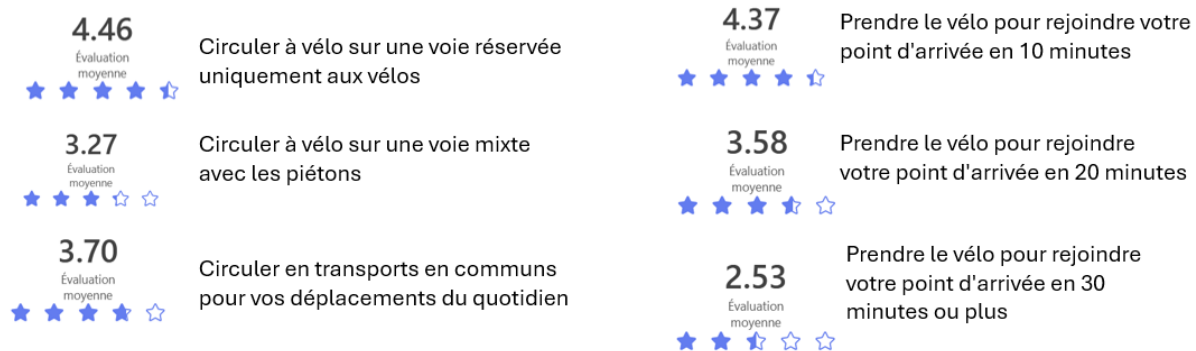 4.46
Évaluation
moyenne
Circuler à vélo sur une voie réservée
uniquement aux vélos
3.27
Évaluation
moyenne
Circuler à vélo sur une voie mixte
avec les piétons
3.70
Évaluation
moyenne
Circuler en transports en communs
pour vos déplacements du quotidien
4.37
Évaluation
moyenne
Prendre le vélo pour rejoindre votre
point d'arrivée en 10 minutes
3.58
Évaluation
moyenne
Prendre le vélo pour rejoindre
votre point d'arrivée en 20 minutes
2.53
Évaluation
moyenne
Prendre le vélo pour rejoindre
votre point d'arrivée en 30
minutes ou plus